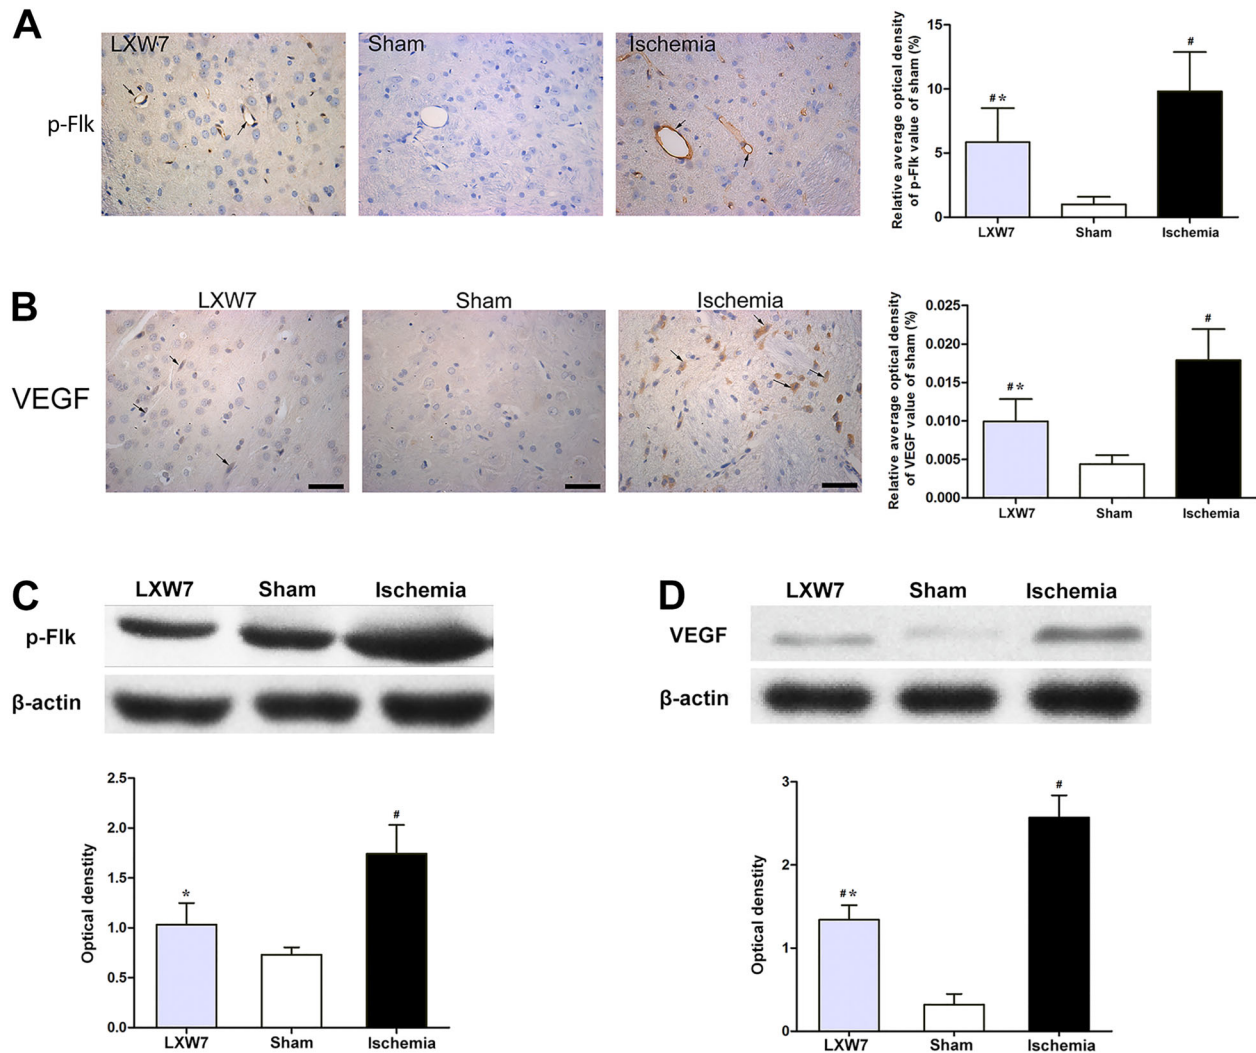 A
LXW7
Sham
Ischemia
p-Flk
Relative average optical density
of p-Flk value of sham (%)
15
10
5
0
#*
#
LXW7
Sham
Ischemia
B
LXW7
Sham
Ischemia
VEGF
Relative average optical density
of VEGF value of sham (%)
0.025
0.020
0.015
0.010
0.005
0.000
#*
#
LXW7
Sham
Ischemia
C
LXW7
Sham
Ischemia
p-Flk
β-actin
Optical denstity
2.5
2.0
1.5
1.0
0.5
0.0
*
#
LXW7
Sham
Ischemia
D
LXW7
Sham
Ischemia
VEGF
β-actin
Optical denstity
3
2
1
0
#*
#
LXW7
Sham
Ischemia